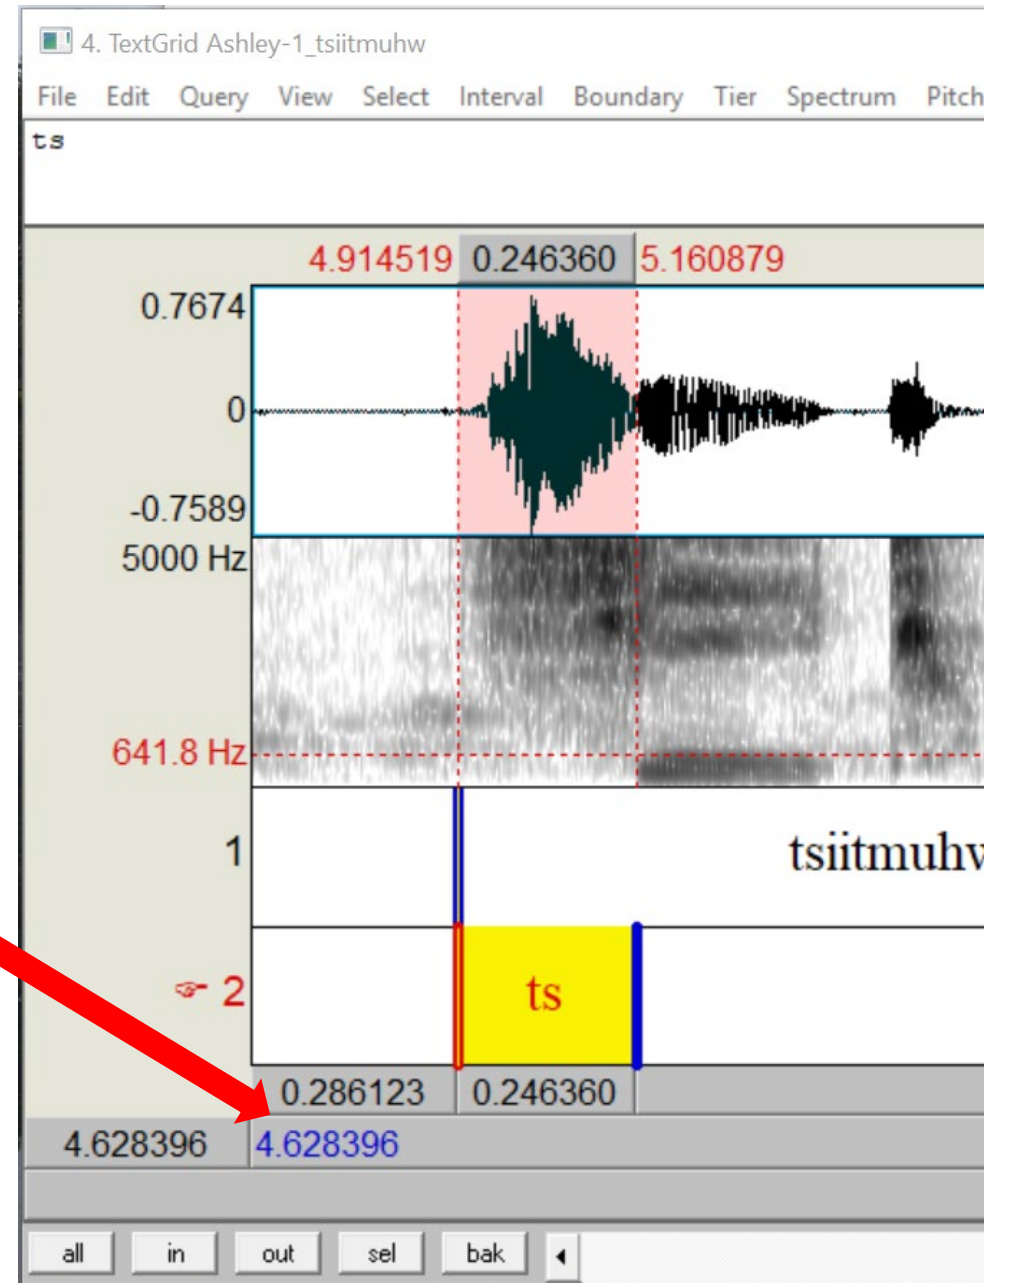 4. TextGrid Ashley-1_tsiitmuhw
File Edit Query View Select Interval Boundary Tier Spectrum Pitch
ts
4.914519 0.246360 5.160879
0.7674
0
-0.7589
5000 Hz
641.8 Hz
1 tsiitmuhw
☞ 2 ts
0.286123 0.246360
4.628396 4.628396
all in out sel bak